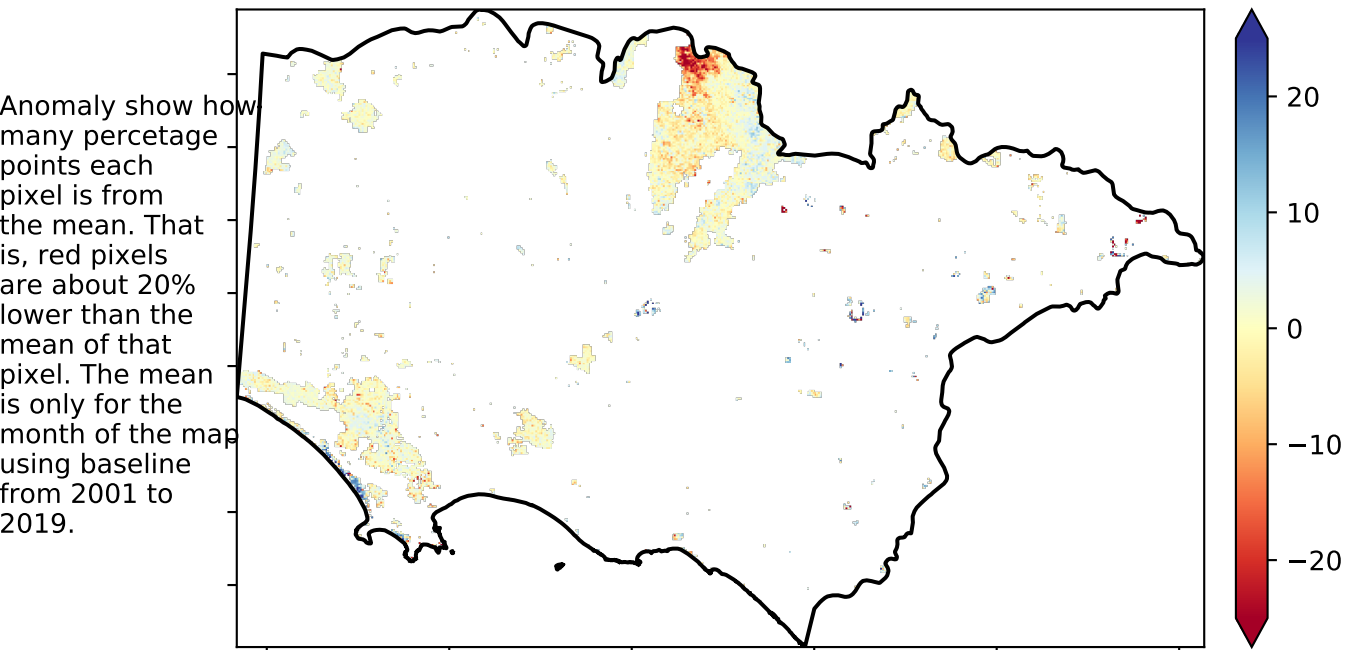 Anomaly show how
many percetage
points each
pixel is from
the mean. That
is, red pixels
are about 20%
lower than the
mean of that
pixel. The mean
is only for the
month of the map
using baseline
from 2001 to
2019.
20
10
0
−10
−20